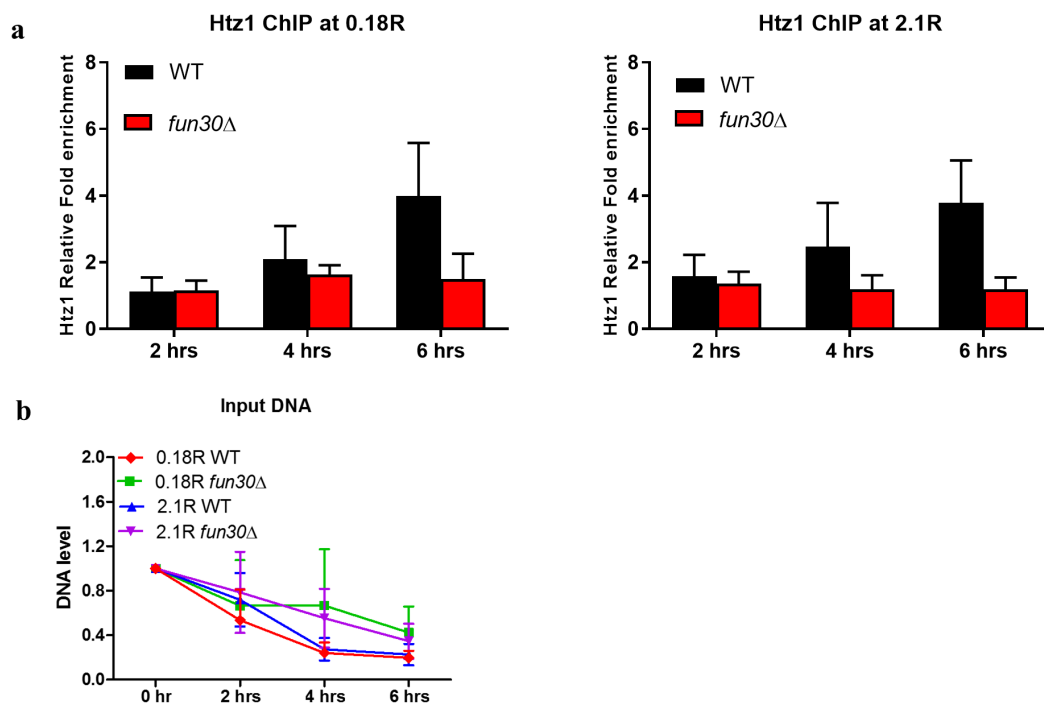 a
Htz1 ChIP at 0.18R
Htz1 Relative Fold enrichment
8
6
4
2
0
WT
fun30Δ
2 hrs
4 hrs
6 hrs
Htz1 ChIP at 2.1R
Htz1 Relative Fold enrichment
8
6
4
2
0
WT
fun30Δ
2 hrs
4 hrs
6 hrs
b
Input DNA
DNA level
2.0
1.6
1.2
0.8
0.4
0.0
0.18R WT
0.18R fun30Δ
2.1R WT
2.1R fun30Δ
0 hr
2 hrs
4 hrs
6 hrs